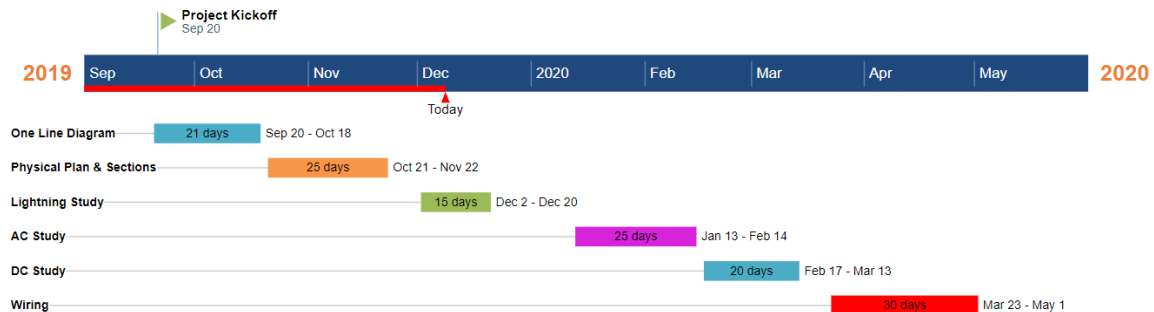 Project Kickoff
Sep 20
2019 Sep Oct Nov Dec 2020 Feb Mar Apr May 2020
Today
One Line Diagram 21 days Sep 20 - Oct 18
Physical Plan & Sections 25 days Oct 21 - Nov 22
Lightning Study 15 days Dec 2 - Dec 20
AC Study 25 days Jan 13 - Feb 14
DC Study 20 days Feb 17 - Mar 13
Wiring 30 days Mar 23 - May 1